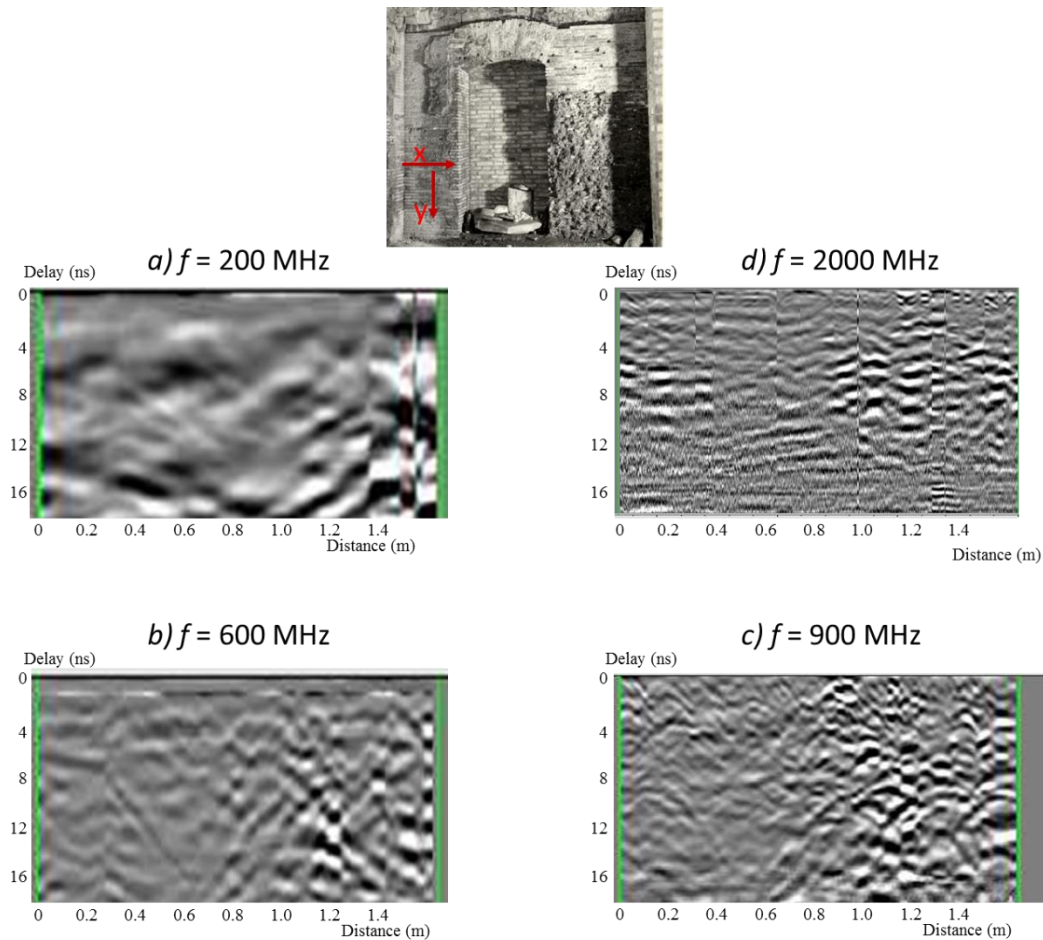 x
y
a) f = 200 MHz
Delay (ns)
0
4
8
12
16
0 0.2 0.4 0.6 0.8 1.0 1.2 1.4
Distance (m)
d) f = 2000 MHz
Delay (ns)
0
4
8
12
16
0 0.2 0.4 0.6 0.8 1.0 1.2 1.4
Distance (m)
b) f = 600 MHz
Delay (ns)
0
4
8
12
16
0 0.2 0.4 0.6 0.8 1.0 1.2 1.4
Distance (m)
c) f = 900 MHz
Delay (ns)
0
4
8
12
16
0 0.2 0.4 0.6 0.8 1.0 1.2 1.4
Distance (m)